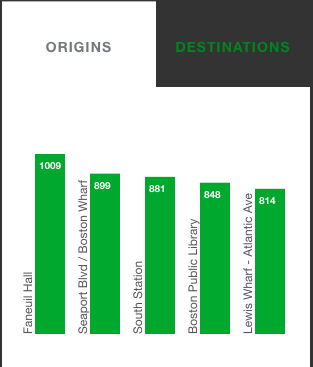 ORIGINS
DESTINATIONS
1009
899
881
848
814
Faneuil Hall
Seaport Blvd / Boston Wharf
South Station
Boston Public Library
Lewis Wharf - Atlantic Ave